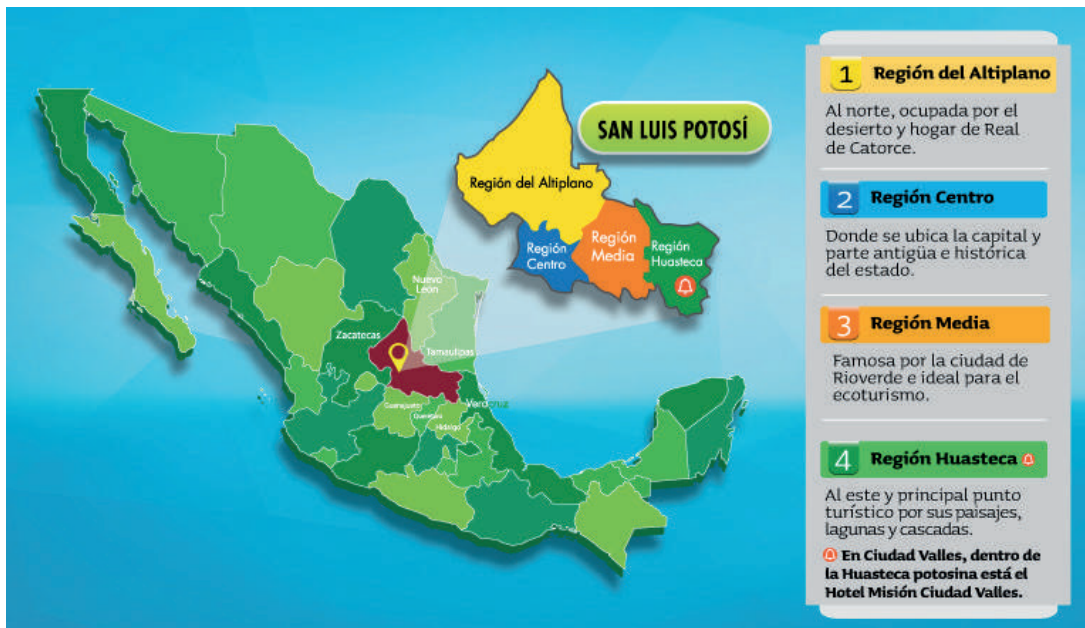 SAN LUIS POTOSÍ
Región del Altiplano
Región
Centro
Región
Media
Región
Huasteca
Nuevo
León
Zacatecas
Tamaulipas
Veracruz
Guanajuato
Querétaro
Hidalgo
1 Región del Altiplano
Al norte, ocupada por el
desierto y hogar de Real
de Catorce.
2 Región Centro
Donde se ubica la capital y
parte antigüa e histórica
del estado.
3 Región Media
Famosa por la ciudad de
Rioverde e ideal para el
ecoturismo.
4 Región Huasteca
Al este y principal punto
turístico por sus paisajes,
lagunas y cascadas.
En Ciudad Valles, dentro de
la Huasteca potosina está el
Hotel Misión Ciudad Valles.